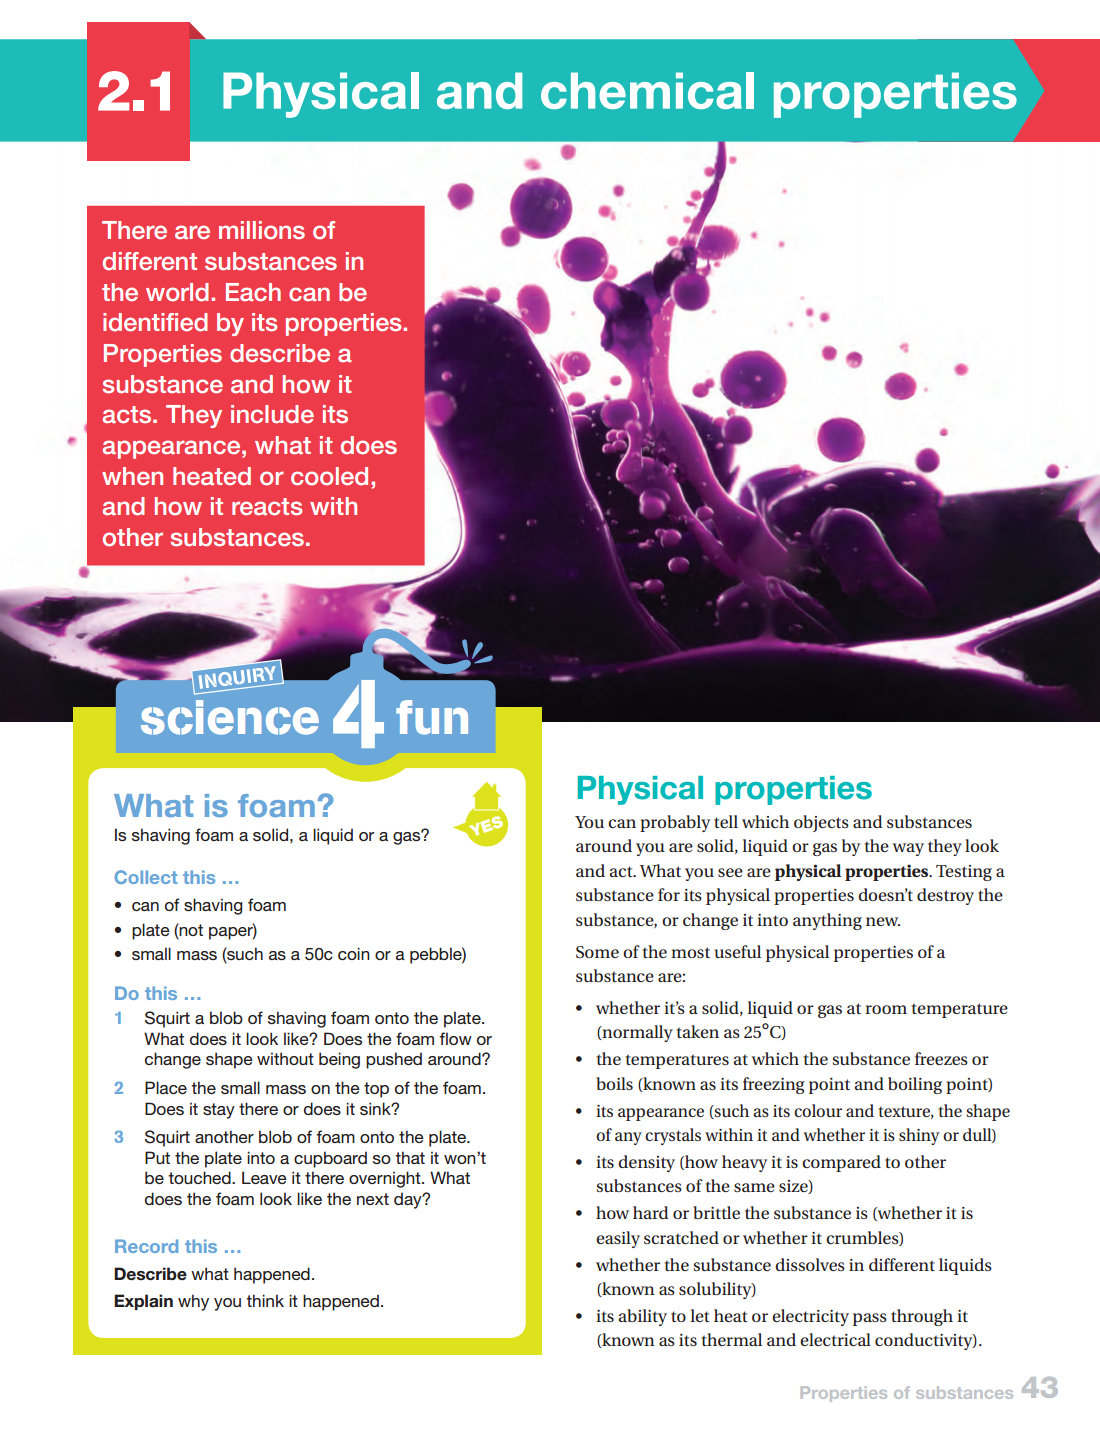 2.1
Physical and chemical properties
There are millions of
different substances in
the world. Each can be
identified by its properties.
Properties describe a
substance and how it
acts. They include its
appearance, what it does
when heated or cooled,
and how it reacts with
other substances.
INQUIRY
science 4 fun
What is foam?
Is shaving foam a solid, a liquid or a gas?
YES
Collect this …
• can of shaving foam
• plate (not paper)
• small mass (such as a 50c coin or a pebble)
Do this …
1 Squirt a blob of shaving foam onto the plate.
What does it look like? Does the foam flow or
change shape without being pushed around?
2 Place the small mass on the top of the foam.
Does it stay there or does it sink?
3 Squirt another blob of foam onto the plate.
Put the plate into a cupboard so that it won't
be touched. Leave it there overnight. What
does the foam look like the next day?
Record this …
Describe what happened.
Explain why you think it happened.
Physical properties
You can probably tell which objects and substances
around you are solid, liquid or gas by the way they look
and act. What you see are physical properties. Testing a
substance for its physical properties doesn't destroy the
substance, or change it into anything new.
Some of the most useful physical properties of a
substance are:
• whether it's a solid, liquid or gas at room temperature
(normally taken as 25°C)
• the temperatures at which the substance freezes or
boils (known as its freezing point and boiling point)
• its appearance (such as its colour and texture, the shape
of any crystals within it and whether it is shiny or dull)
• its density (how heavy it is compared to other
substances of the same size)
• how hard or brittle the substance is (whether it is
easily scratched or whether it crumbles)
• whether the substance dissolves in different liquids
(known as solubility)
• its ability to let heat or electricity pass through it
(known as its thermal and electrical conductivity).
Properties of substances 43